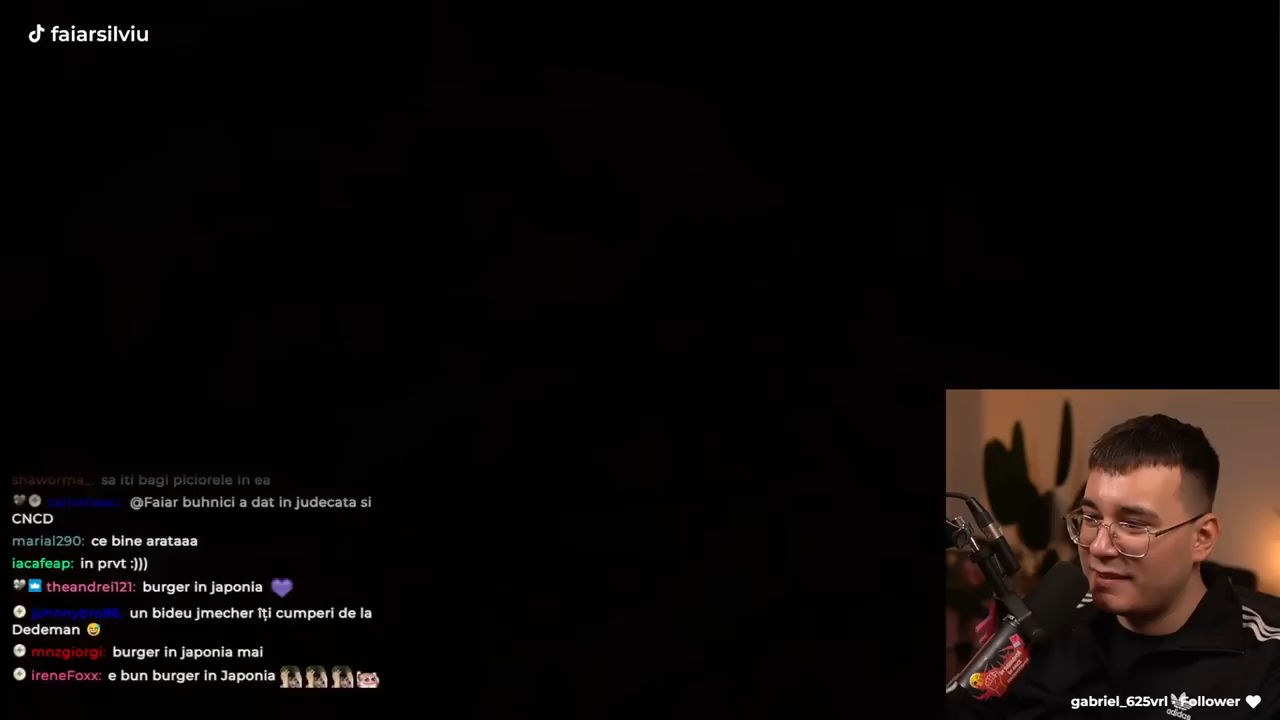 faiarsilviu
shaworma_: sa iti bagi piciorele in ea
@Faiar buhnici a dat in judecata si
CNCD
marial290: ce bine arataaa
iacafeap: in prvt :)))
theandrei121: burger in japonia 💜
un bideu jmecher îți cumperi de la
Dedeman 😅
mnzgiorgi: burger in japonia mai
ireneFoxx: e bun burger in Japonia
gabriel_625vrl Follower
adidas